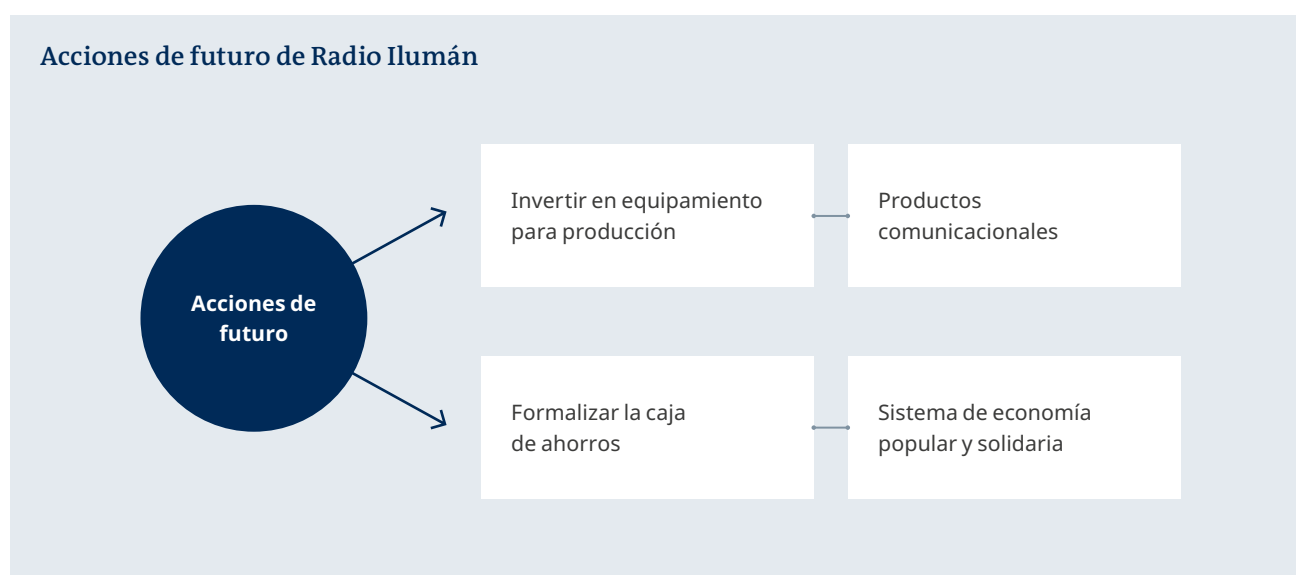 Acciones de futuro de Radio Ilumán
Acciones de
futuro
Invertir en equipamiento
para producción
Productos
comunicacionales
Formalizar la caja
de ahorros
Sistema de economía
popular y solidaria